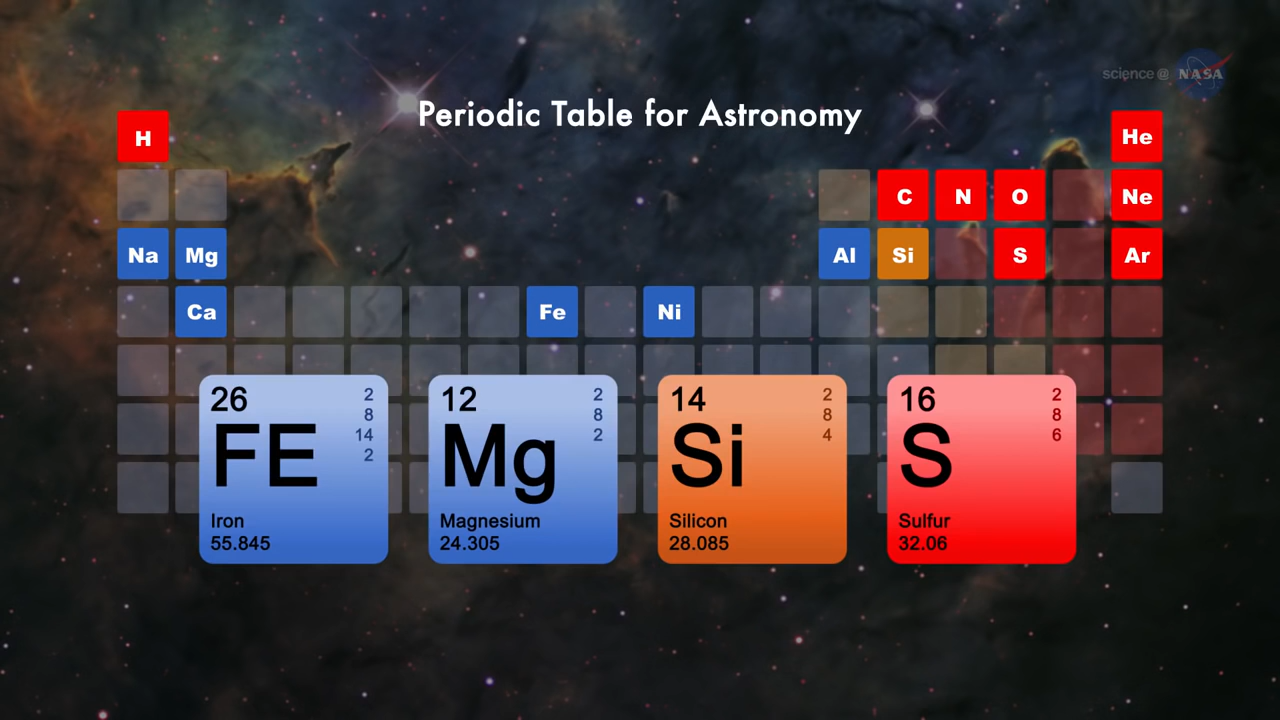 science@ NASA
Periodic Table for Astronomy
H He
C N O Ne
Na Mg Al Si S Ar
Ca Fe Ni
26
2
8
14
2
FE
Iron
55.845
12
2
8
2
Mg
Magnesium
24.305
14
2
8
4
Si
Silicon
28.085
16
2
8
6
S
Sulfur
32.06